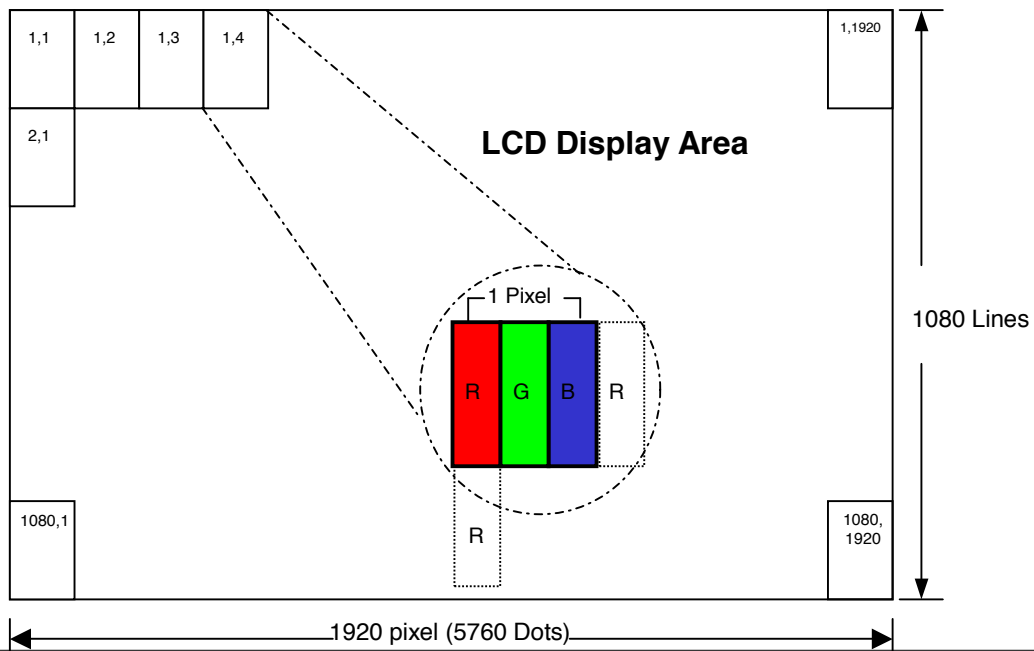 1,1 1,2 1,3 1,4 1,1920
2,1
LCD Display Area
1 Pixel
1080 Lines
R G B R
R
1080,1
1080,
1920
1920 pixel (5760 Dots)